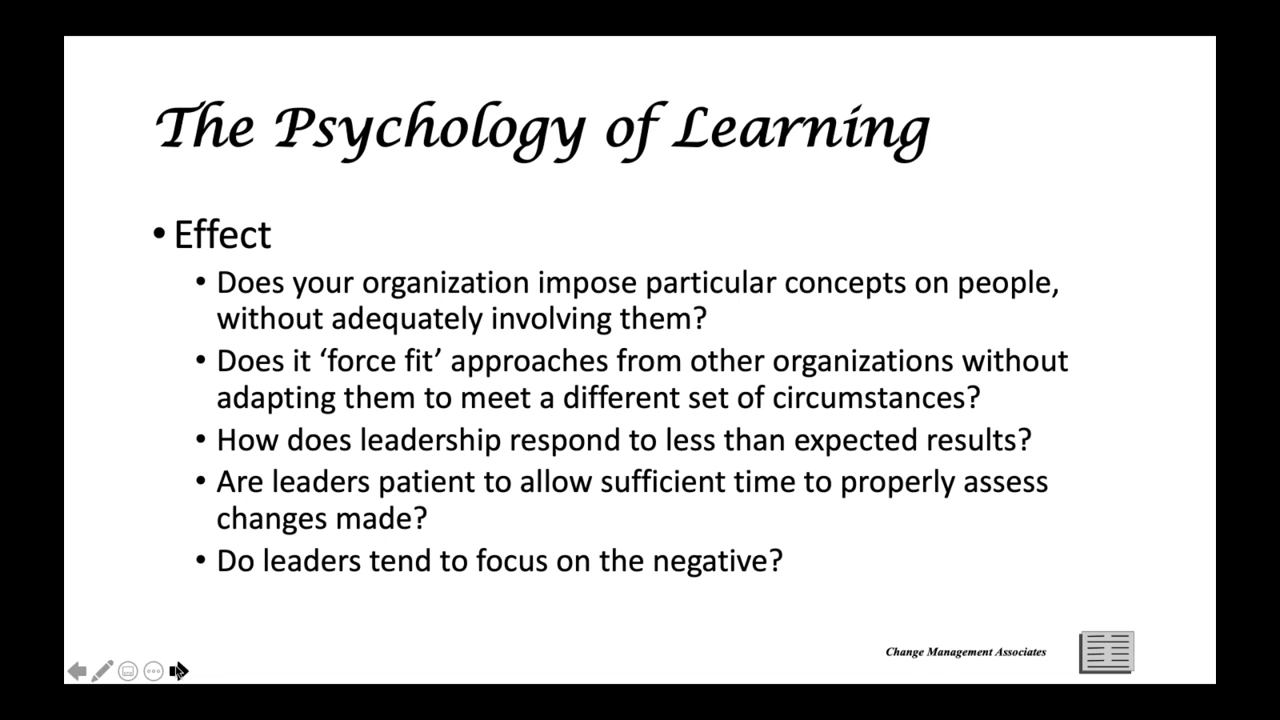 The Psychology of Learning
• Effect
• Does your organization impose particular concepts on people,
without adequately involving them?
• Does it ‘force fit’ approaches from other organizations without
adapting them to meet a different set of circumstances?
• How does leadership respond to less than expected results?
• Are leaders patient to allow sufficient time to properly assess
changes made?
• Do leaders tend to focus on the negative?
Change Management Associates